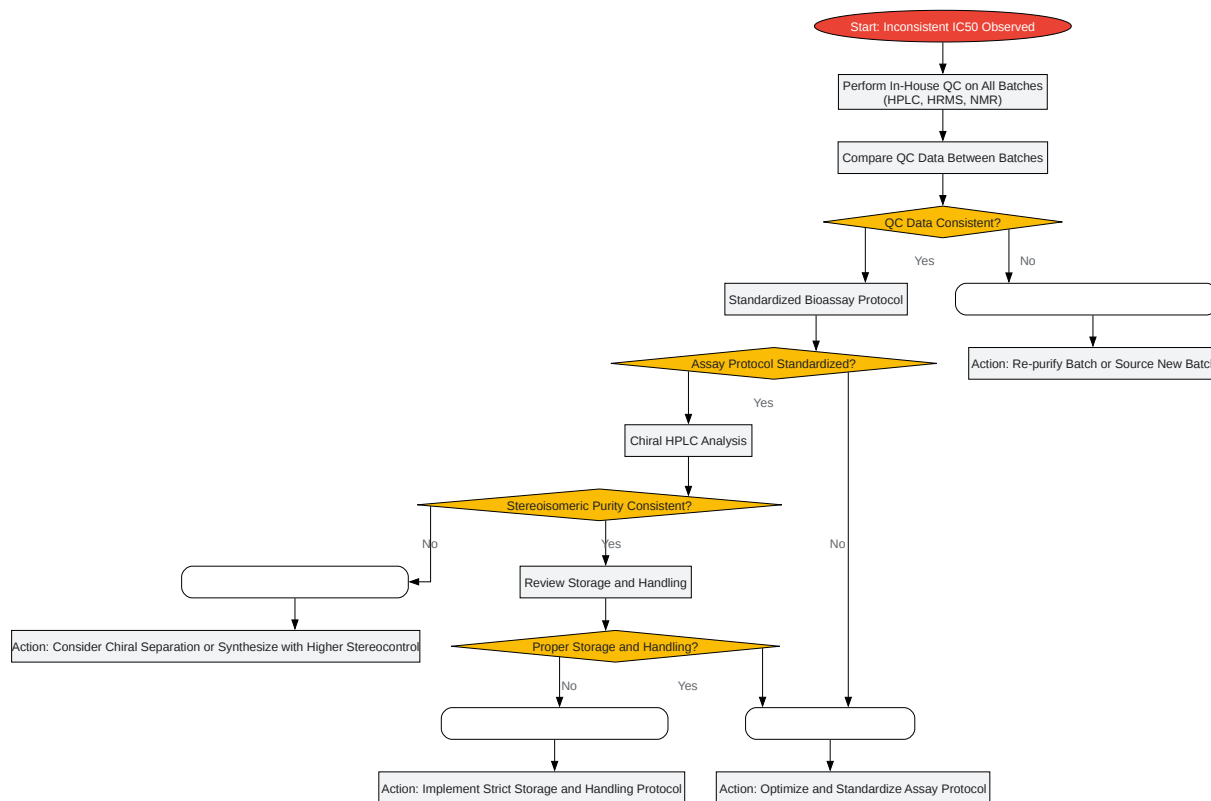 Start: Inconsistent IC50 Observed
Perform In-House QC on All Batches
(HPLC, HRMS, NMR)
Compare QC Data Between Batches
QC Data Consistent?
Yes
No
Standardized Bioassay Protocol
Assay Protocol Standardized?
Action: Re-purify Batch or Source New Batch
Yes
Chiral HPLC Analysis
Stereoisomeric Purity Consistent?
No
Yes
No
Review Storage and Handling
Action: Consider Chiral Separation or Synthesize with Higher Stereocontrol
Proper Storage and Handling?
No
Yes
Action: Implement Strict Storage and Handling Protocol
Action: Optimize and Standardize Assay Protocol